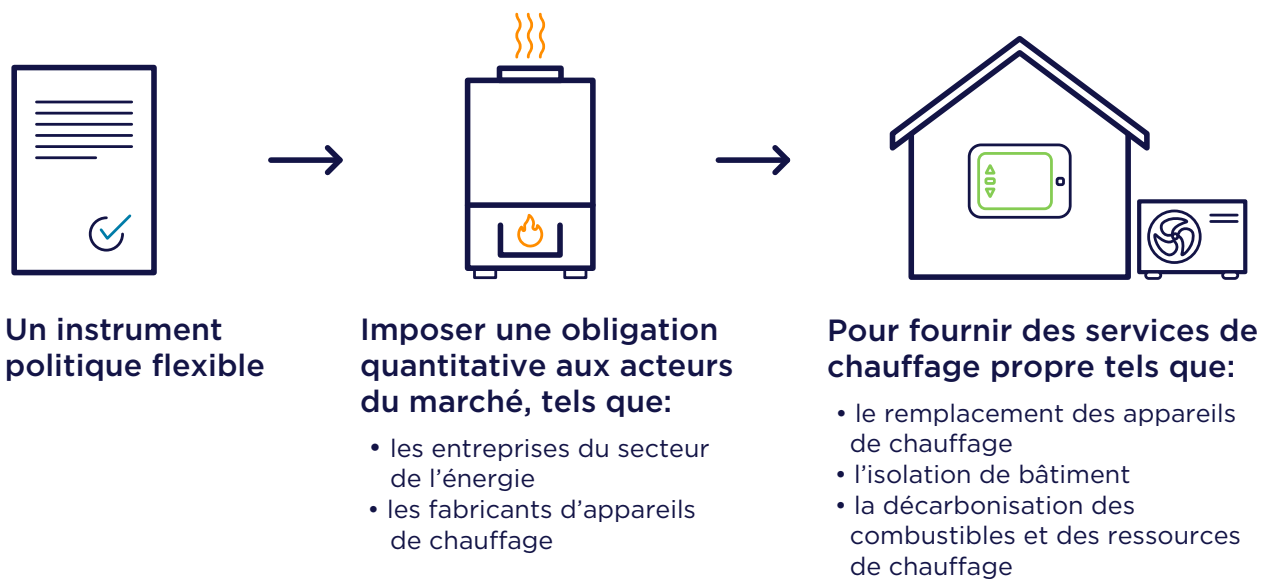 Un instrument
politique flexible
Imposer une obligation
quantitative aux acteurs
du marché, tels que:
• les entreprises du secteur
de l’énergie
• les fabricants d’appareils
de chauffage
Pour fournir des services de
chauffage propre tels que:
• le remplacement des appareils
de chauffage
• l’isolation de bâtiment
• la décarbonisation des
combustibles et des ressources
de chauffage